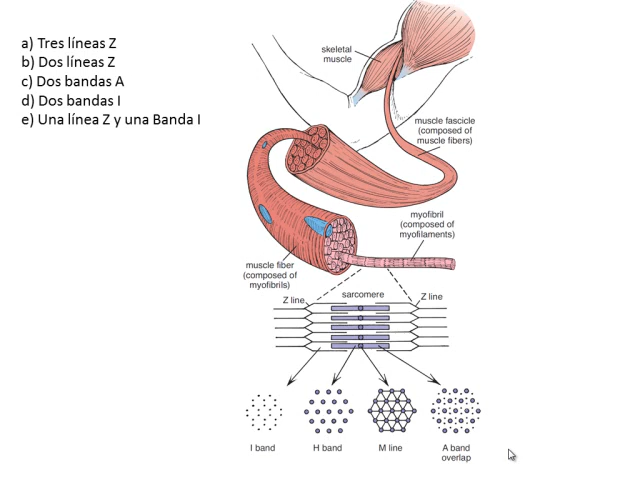 a) Tres líneas Z
b) Dos líneas Z
c) Dos bandas A
d) Dos bandas I
e) Una línea Z y una Banda I
skeletal
muscle
muscle fascicle
(composed of
muscle fibers)
myofibril
(composed of
myofilaments)
muscle fiber
(composed of
myofibrils)
Z line
sarcomere
Z line
I band
H band
M line
A band
overlap